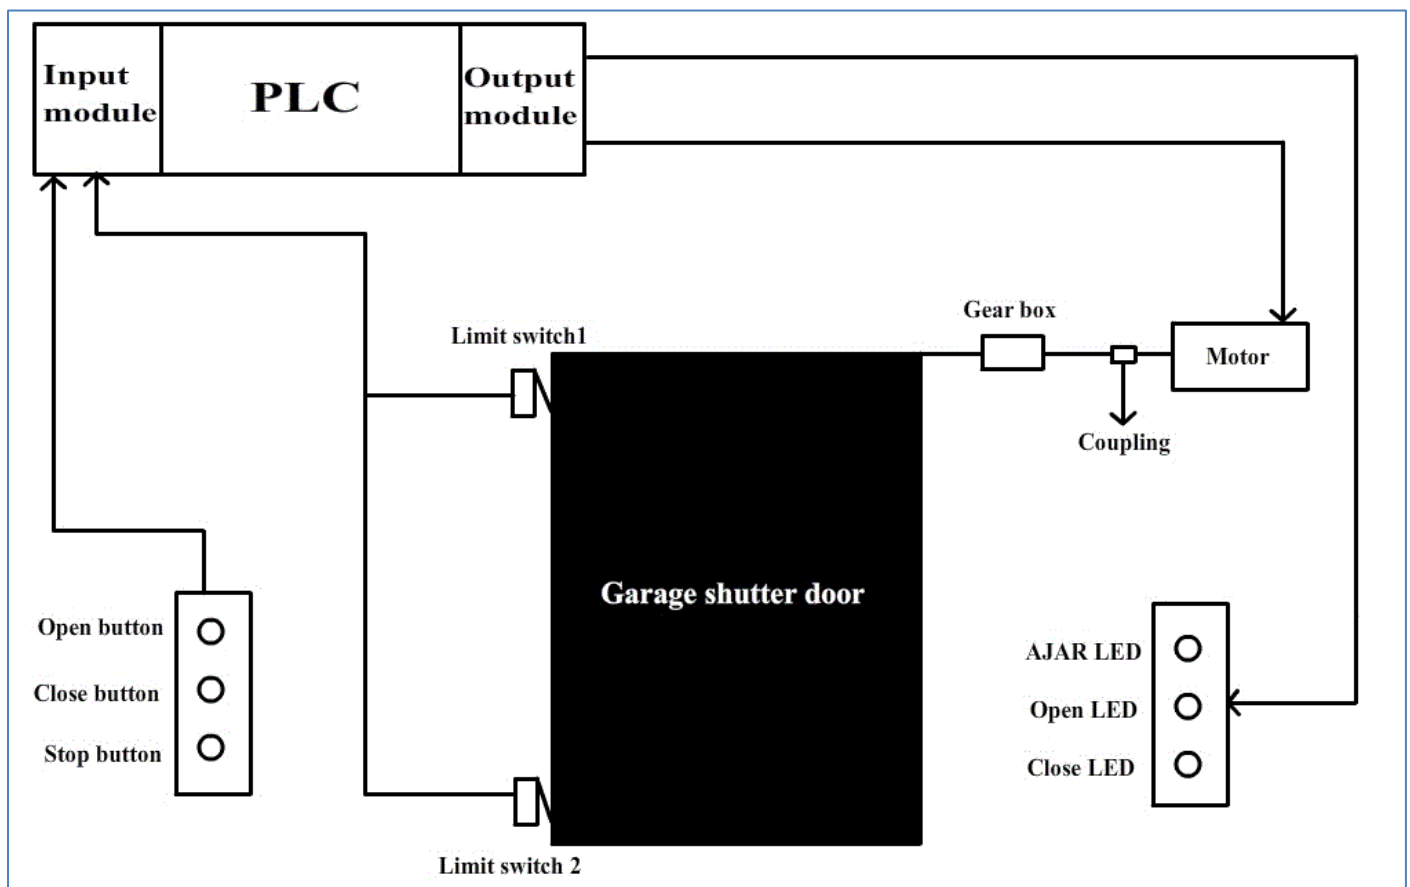 Input
module
PLC
Output
module
Gear box
Limit switch1
Motor
Coupling
Garage shutter door
Open button
Close button
Stop button
AJAR LED
Open LED
Close LED
Limit switch 2